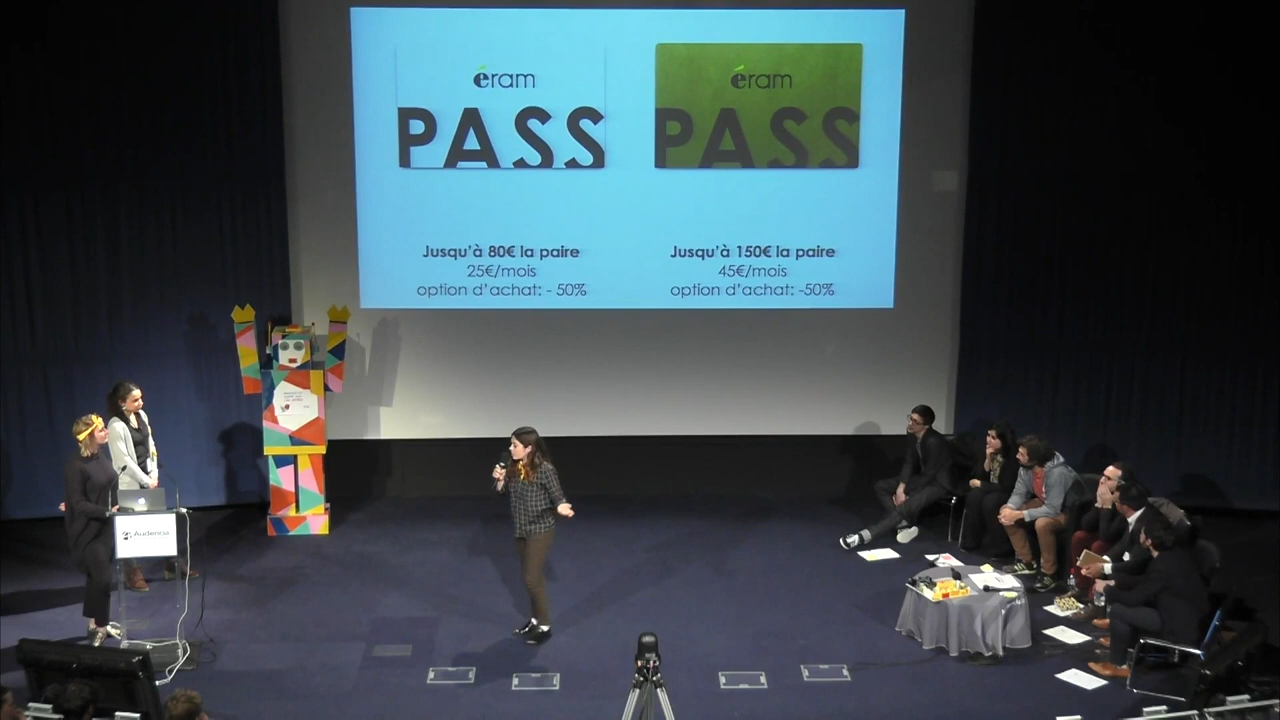 éram
PASS
Jusqu'à 80€ la paire
25€/mois
option d'achat: - 50%
éram
PASS
Jusqu'à 150€ la paire
45€/mois
option d'achat: -50%
Audencia